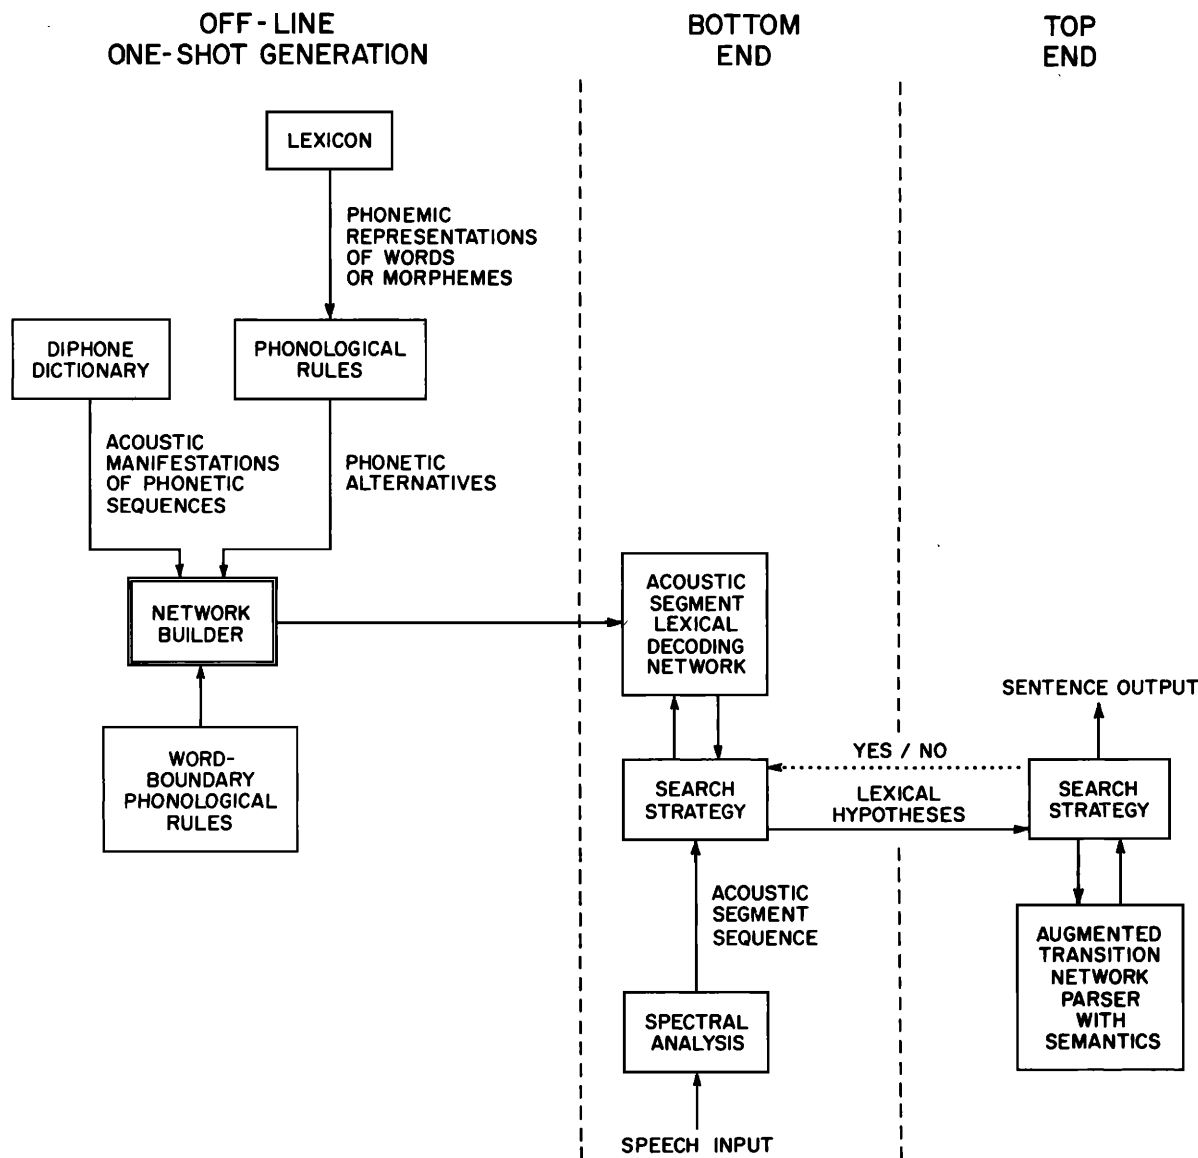 OFF-LINE
ONE-SHOT GENERATION
BOTTOM
END
TOP
END
LEXICON
PHONEMIC
REPRESENTATIONS
OF WORDS
OR MORPHEMES
DIPHONE
DICTIONARY
PHONOLOGICAL
RULES
ACOUSTIC
MANIFESTATIONS
OF PHONETIC
SEQUENCES
PHONETIC
ALTERNATIVES
NETWORK
BUILDER
WORD-
BOUNDARY
PHONOLOGICAL
RULES
ACOUSTIC
SEGMENT
LEXICAL
DECODING
NETWORK
SEARCH
STRATEGY
YES / NO
LEXICAL
HYPOTHESES
ACOUSTIC
SEGMENT
SEQUENCE
SPECTRAL
ANALYSIS
SPEECH INPUT
SENTENCE OUTPUT
SEARCH
STRATEGY
AUGMENTED
TRANSITION
NETWORK
PARSER
WITH
SEMANTICS